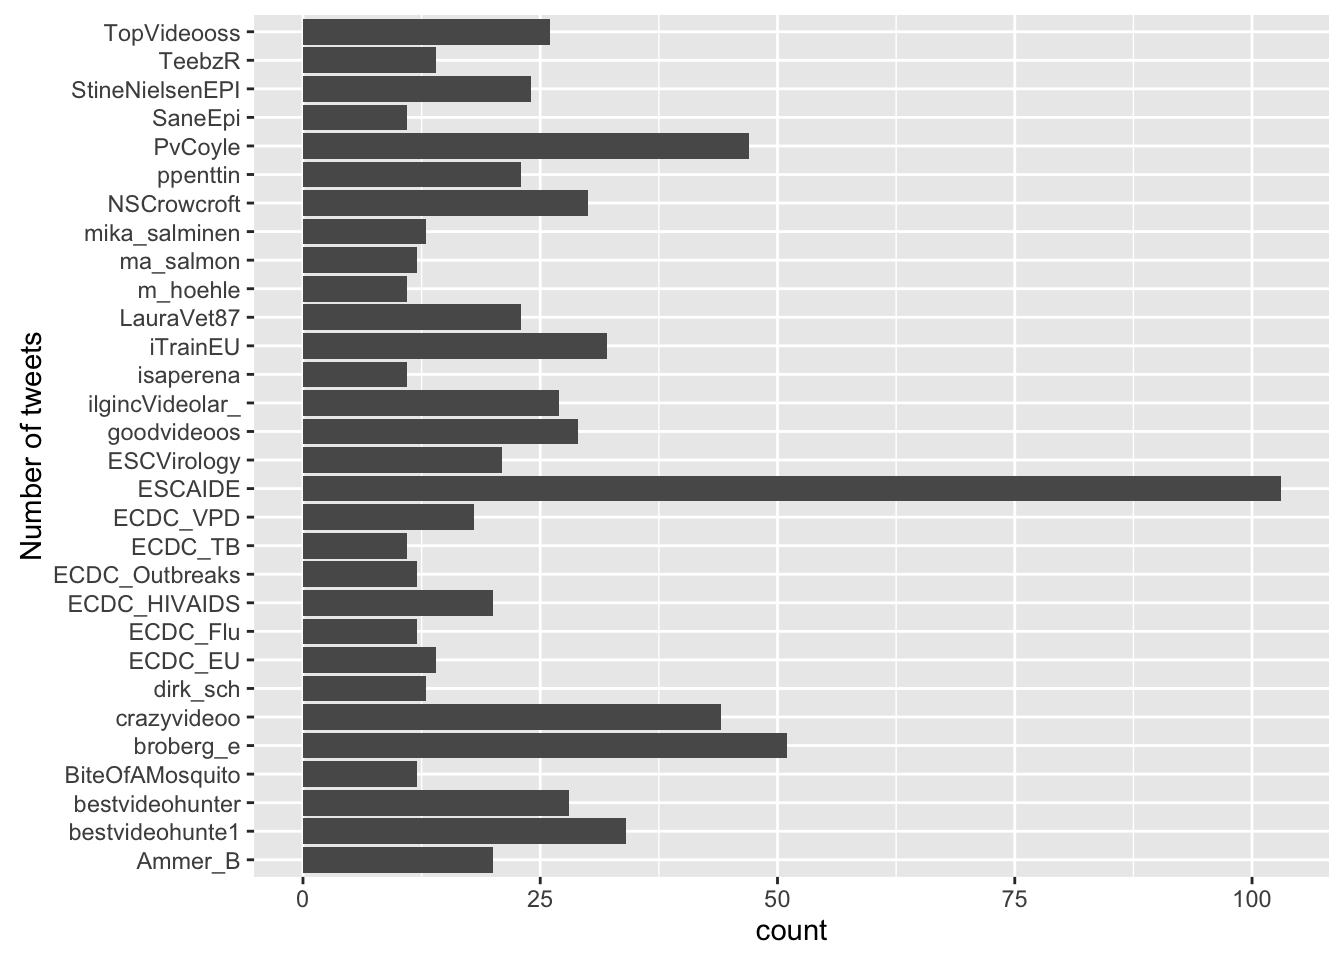 TopVideooss
TeebzR
StineNielsenEPI
SaneEpi
PvCoyle
ppenttin
NSCrowcroft
mika_salminen
ma_salmon
m_hoehle
LauraVet87
iTrainEU
isaperena
ilgincVideolar_
goodvideoos
ESCVirology
ESCAIDE
ECDC_VPD
ECDC_TB
ECDC_Outbreaks
ECDC_HIVAIDS
ECDC_Flu
ECDC_EU
dirk_sch
crazyvideoo
broberg_e
BiteOfAMosquito
bestvideohunter
bestvideohunte1
Ammer_B
Number of tweets
0 25 50 75 100
count